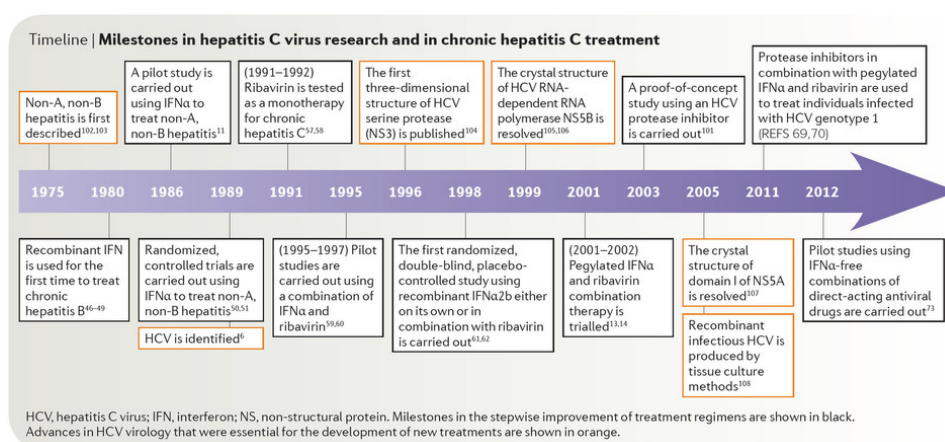 Timeline | Milestones in hepatitis C virus research and in chronic hepatitis C treatment
Non-A, non-B
hepatitis is first
described102,103
A pilot study is
carried out
using IFNα to
treat non-A,
non-B hepatitis11
(1991–1992)
Ribavirin is tested
as a monotherapy
for chronic
hepatitis C57,58
The first
three-dimensional
structure of HCV
serine protease
(NS3) is published104
The crystal structure
of HCV RNA-
dependent RNA
polymerase NS5B is
resolved105,106
A proof-of-concept
study using an HCV
protease inhibitor
is carried out101
Protease inhibitors in
combination with pegylated
IFNα and ribavirin are used
to treat individuals infected
with HCV genotype 1
(REFS 69,70)
1975 1980 1986 1989 1991 1995 1996 1998 1999 2001 2003 2005 2011 2012
Recombinant IFN
is used for the
first time to treat
chronic
hepatitis B46–49
Randomized,
controlled trials are
carried out using
IFNα to treat non-A,
non-B hepatitis50,51
HCV is identified6
(1995–1997) Pilot
studies are
carried out using
a combination of
IFNα and
ribavirin59,60
The first randomized,
double-blind, placebo-
controlled study using
recombinant IFNα2b either
on its own or in
combination with ribavirin
is carried out61,62
(2001–2002)
Pegylated IFNα
and ribavirin
combination
therapy is
trialled13,14
The crystal
structure of
domain I of NS5A
is resolved107
Recombinant
infectious HCV is
produced by
tissue culture
methods108
Pilot studies using
IFNα-free
combinations of
direct-acting antiviral
drugs are carried out73
HCV, hepatitis C virus; IFN, interferon; NS, non-structural protein. Milestones in the stepwise improvement of treatment regimens are shown in black.
Advances in HCV virology that were essential for the development of new treatments are shown in orange.